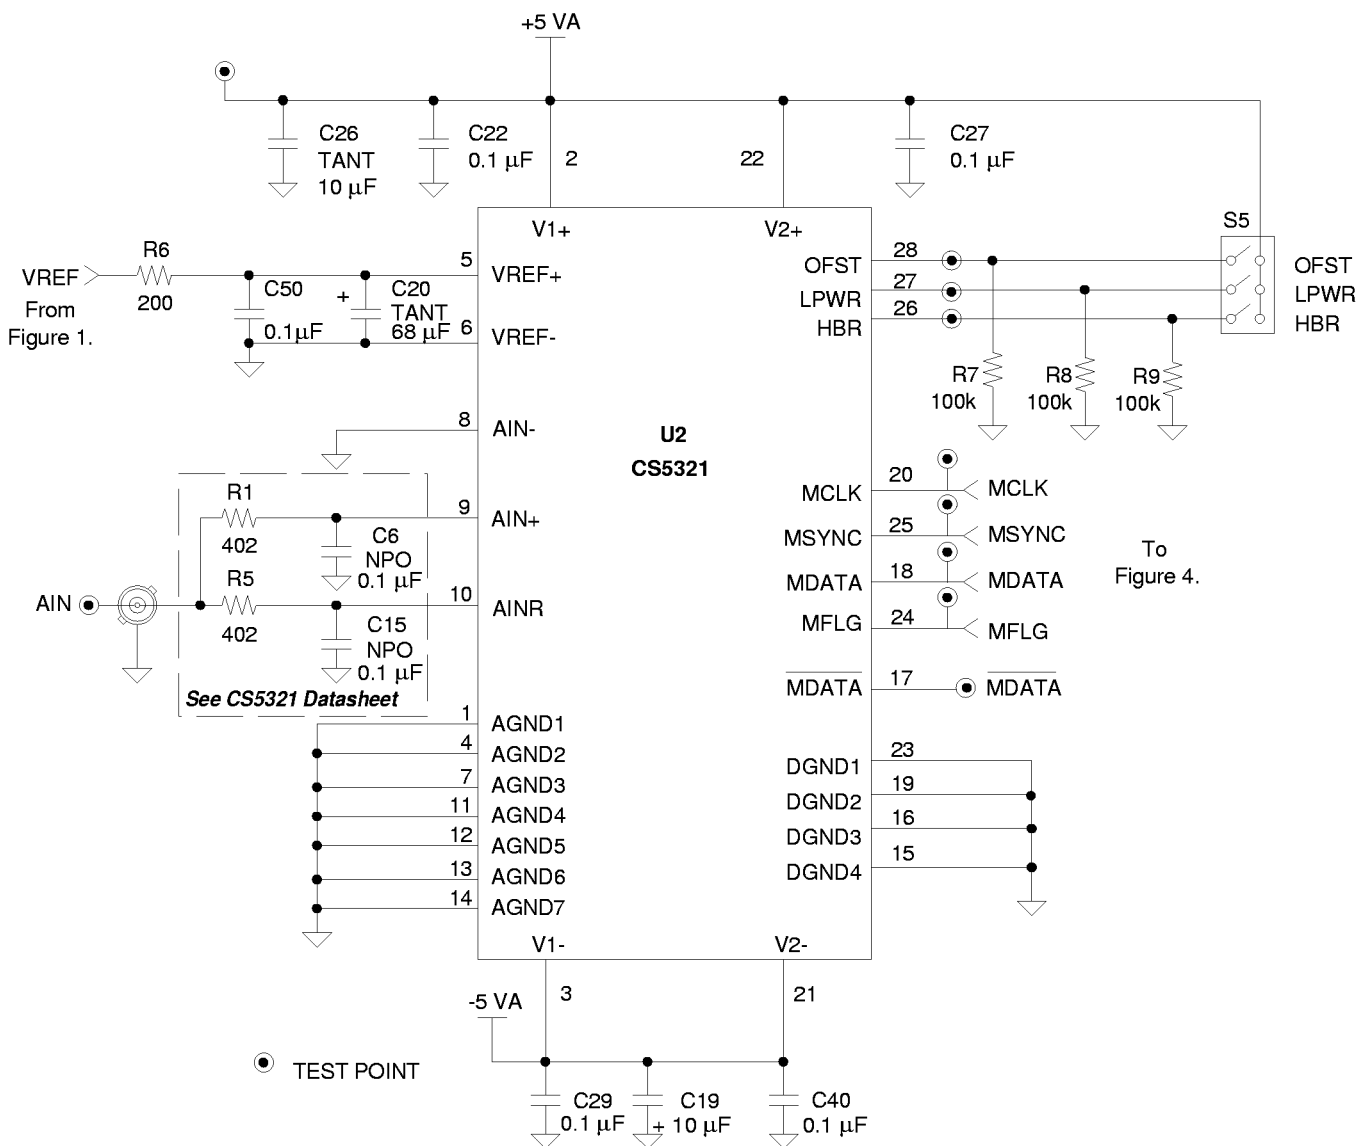 +5 VA
C26
TANT
10 µF
C22
0.1 µF
2
22
C27
0.1 µF
V1+
V2+
S5
VREF
From
Figure 1.
R6
200
C50
0.1µF
+
C20
TANT
68 µF
5
VREF+
6
VREF-
OFST
28
LPWR
27
HBR
26
OFST
LPWR
HBR
R7
100k
R8
100k
R9
100k
8
AIN-
U2
CS5321
R1
402
C6
NPO
0.1 µF
9
AIN+
AIN
R5
402
C15
NPO
0.1 µF
10
AINR
See CS5321 Datasheet
MCLK
20
MCLK
MSYNC
25
MSYNC
MDATA
18
MDATA
MFLG
24
MFLG
To
Figure 4.
MDATA
17
MDATA
1
AGND1
4
AGND2
7
AGND3
11
AGND4
12
AGND5
13
AGND6
14
AGND7
DGND1
23
DGND2
19
DGND3
16
DGND4
15
V1-
V2-
-5 VA
3
21
TEST POINT
C29
0.1 µF
C19
+ 10 µF
C40
0.1 µF